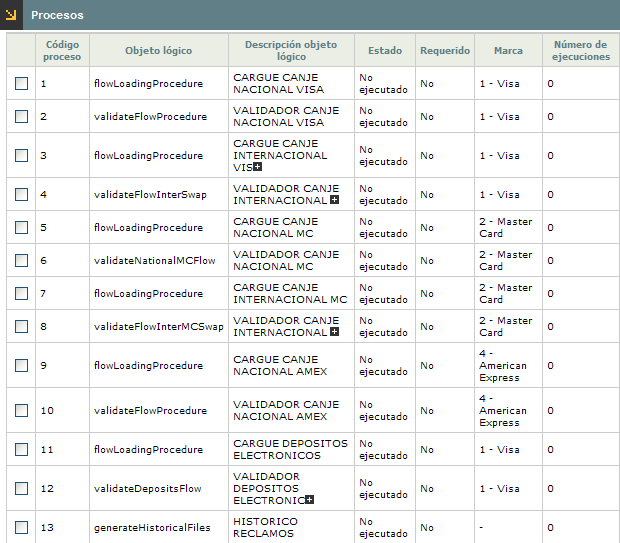 Procesos
Código proceso Objeto lógico Descripción objeto lógico Estado Requerido Marca Número de ejecuciones
1 flowLoadingProcedure CARGUE CANJE NACIONAL VISA No ejecutado No 1 - Visa 0
2 validateFlowProcedure VALIDADOR CANJE NACIONAL VISA No ejecutado No 1 - Visa 0
3 flowLoadingProcedure CARGUE CANJE INTERNACIONAL VIS No ejecutado No 1 - Visa 0
4 validateFlowInterSwap VALIDADOR CANJE INTERNACIONAL No ejecutado No 1 - Visa 0
5 flowLoadingProcedure CARGUE CANJE NACIONAL MC No ejecutado No 2 - Master Card 0
6 validateNationalMCFlow VALIDADOR CANJE NACIONAL MC No ejecutado No 2 - Master Card 0
7 flowLoadingProcedure CARGUE CANJE INTERNACIONAL MC No ejecutado No 2 - Master Card 0
8 validateFlowInterMCSwap VALIDADOR CANJE INTERNACIONAL No ejecutado No 2 - Master Card 0
9 flowLoadingProcedure CARGUE CANJE NACIONAL AMEX No ejecutado No 4 - American Express 0
10 validateFlowProcedure VALIDADOR CANJE NACIONAL AMEX No ejecutado No 4 - American Express 0
11 flowLoadingProcedure CARGUE DEPOSITOS ELECTRONICOS No ejecutado No 1 - Visa 0
12 validateDepositsFlow VALIDADOR DEPOSITOS ELECTRONIC No ejecutado No 1 - Visa 0
13 generateHistoricalFiles HISTORICO RECLAMOS No ejecutado No - 0